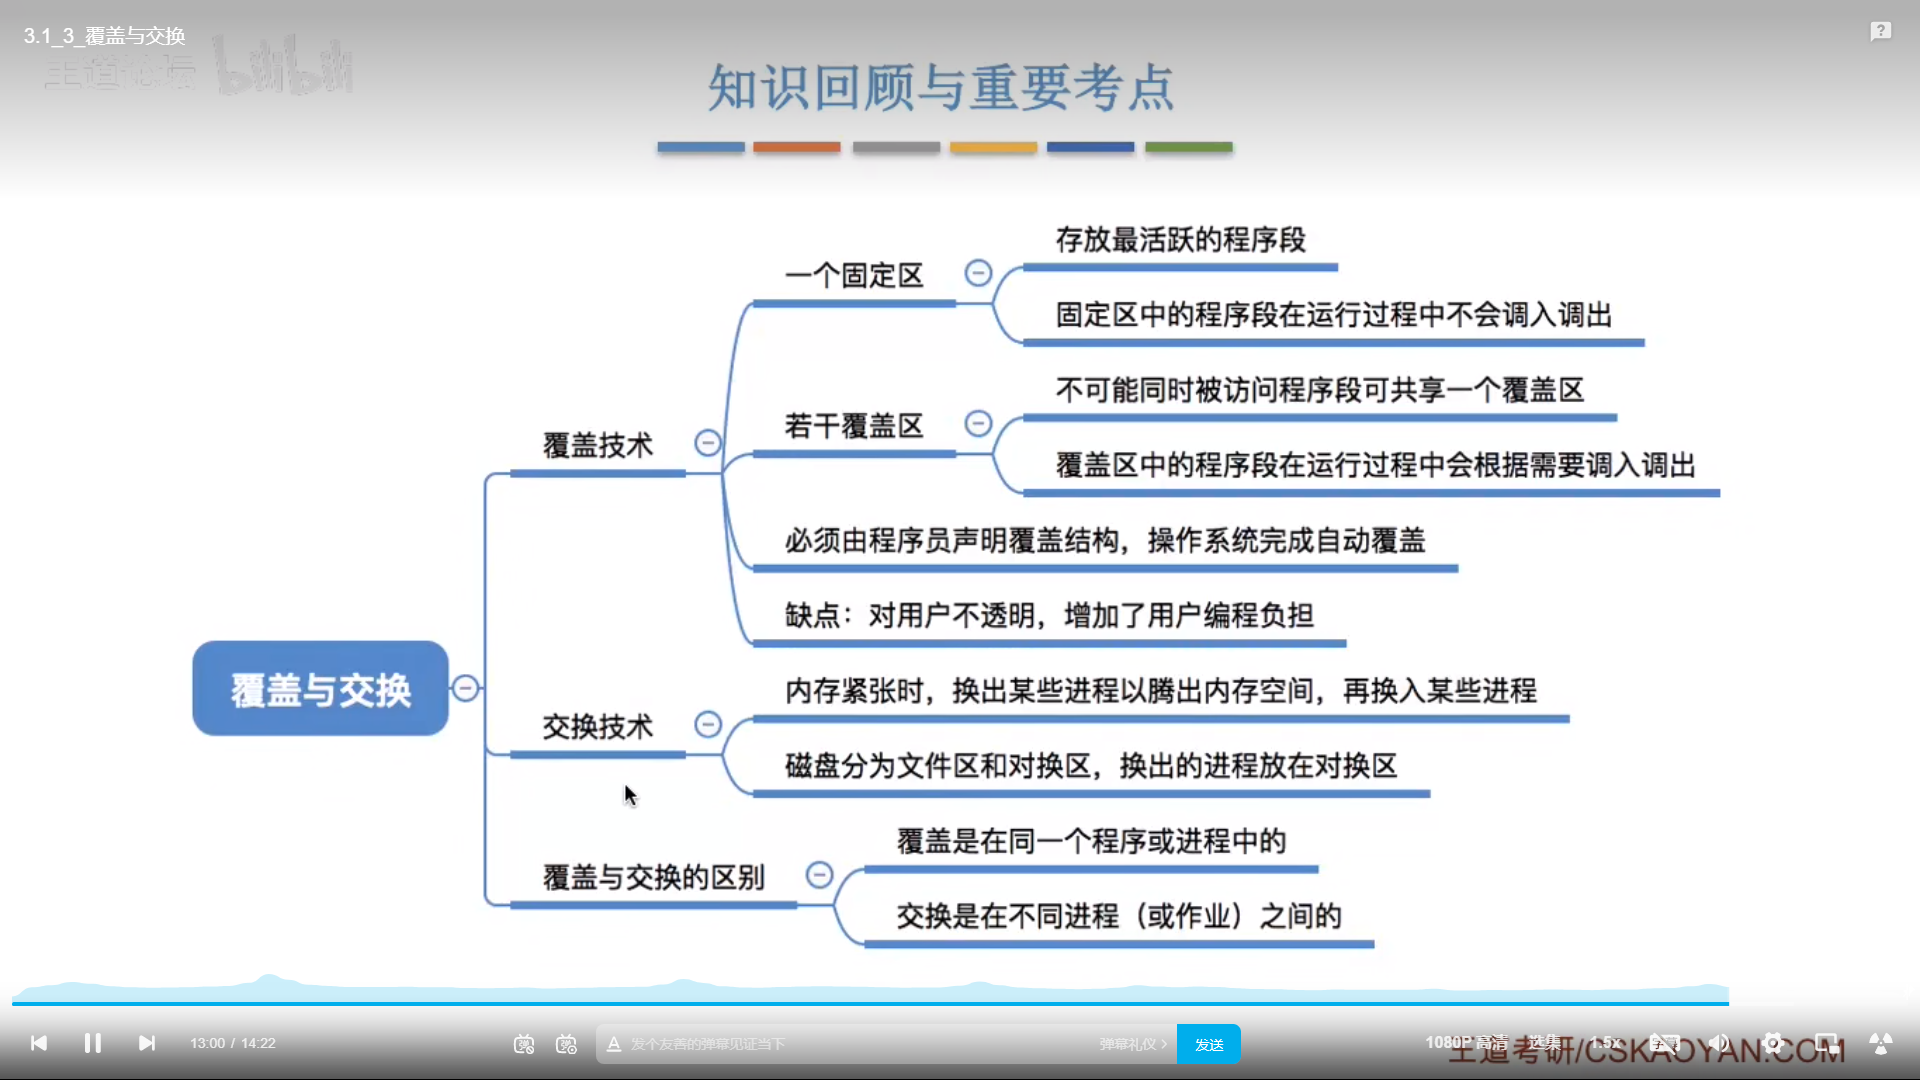 3.1_3_覆盖与交换
王道论坛 bilibili
知识回顾与重要考点
存放最活跃的程序段
一个固定区
固定区中的程序段在运行过程中不会调入调出
不可能同时被访问程序段可共享一个覆盖区
若干覆盖区
覆盖技术
覆盖区中的程序段在运行过程中会根据需要调入调出
必须由程序员声明覆盖结构，操作系统完成自动覆盖
缺点：对用户不透明，增加了用户编程负担
覆盖与交换
内存紧张时，换出某些进程以腾出内存空间，再换入某些进程
交换技术
磁盘分为文件区和对换区，换出的进程放在对换区
覆盖是在同一个程序或进程中的
覆盖与交换的区别
交换是在不同进程（或作业）之间的
13:00 / 14:22
发个友善的弹幕见证当下
弹幕礼仪
发送
1080P 高清
选集
1.5x
王道考研/CSKAOYAN.COM